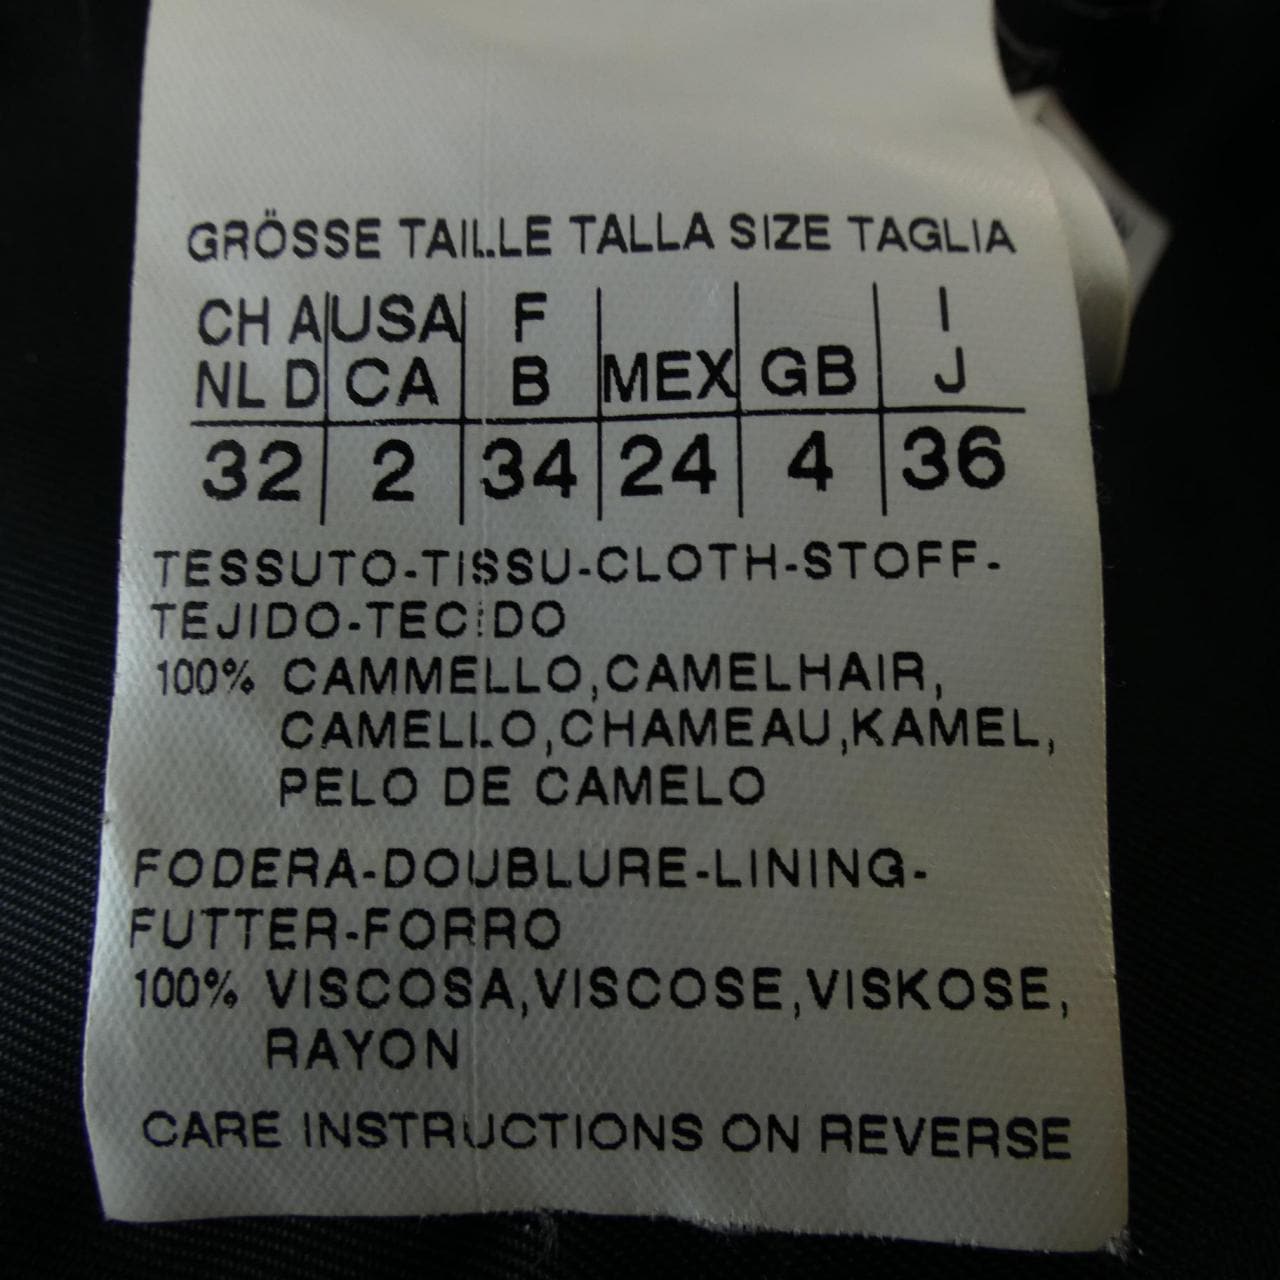 GRÖSSE TAILLE TALLA SIZE TAGLIA
CH A USA F I
NL D CA B MEX GB J
32 2 34 24 4 36
TESSUTO-TISSU-CLOTH-STOFF-
TEJIDO-TECIDO
100% CAMMELLO,CAMELHAIR,
CAMELLO,CHAMEAU,KAMEL,
PELO DE CAMELO
FODERA-DOUBLURE-LINING-
FUTTER-FORRO
100% VISCOSA,VISCOSE,VISKOSE,
RAYON
CARE INSTRUCTIONS ON REVERSE